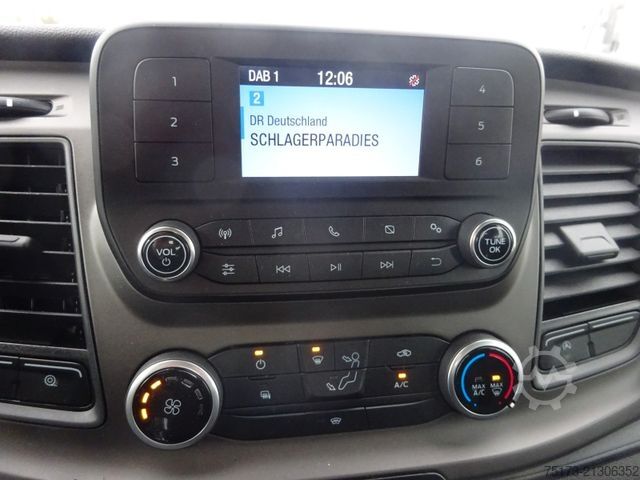 DAB 1 12:06
2
DR Deutschland
SCHLAGERPARADIES
1
2
3
4
5
6
VOL
TUNE
OK
A/C
MAX
A/C
MAX
75173-21306352